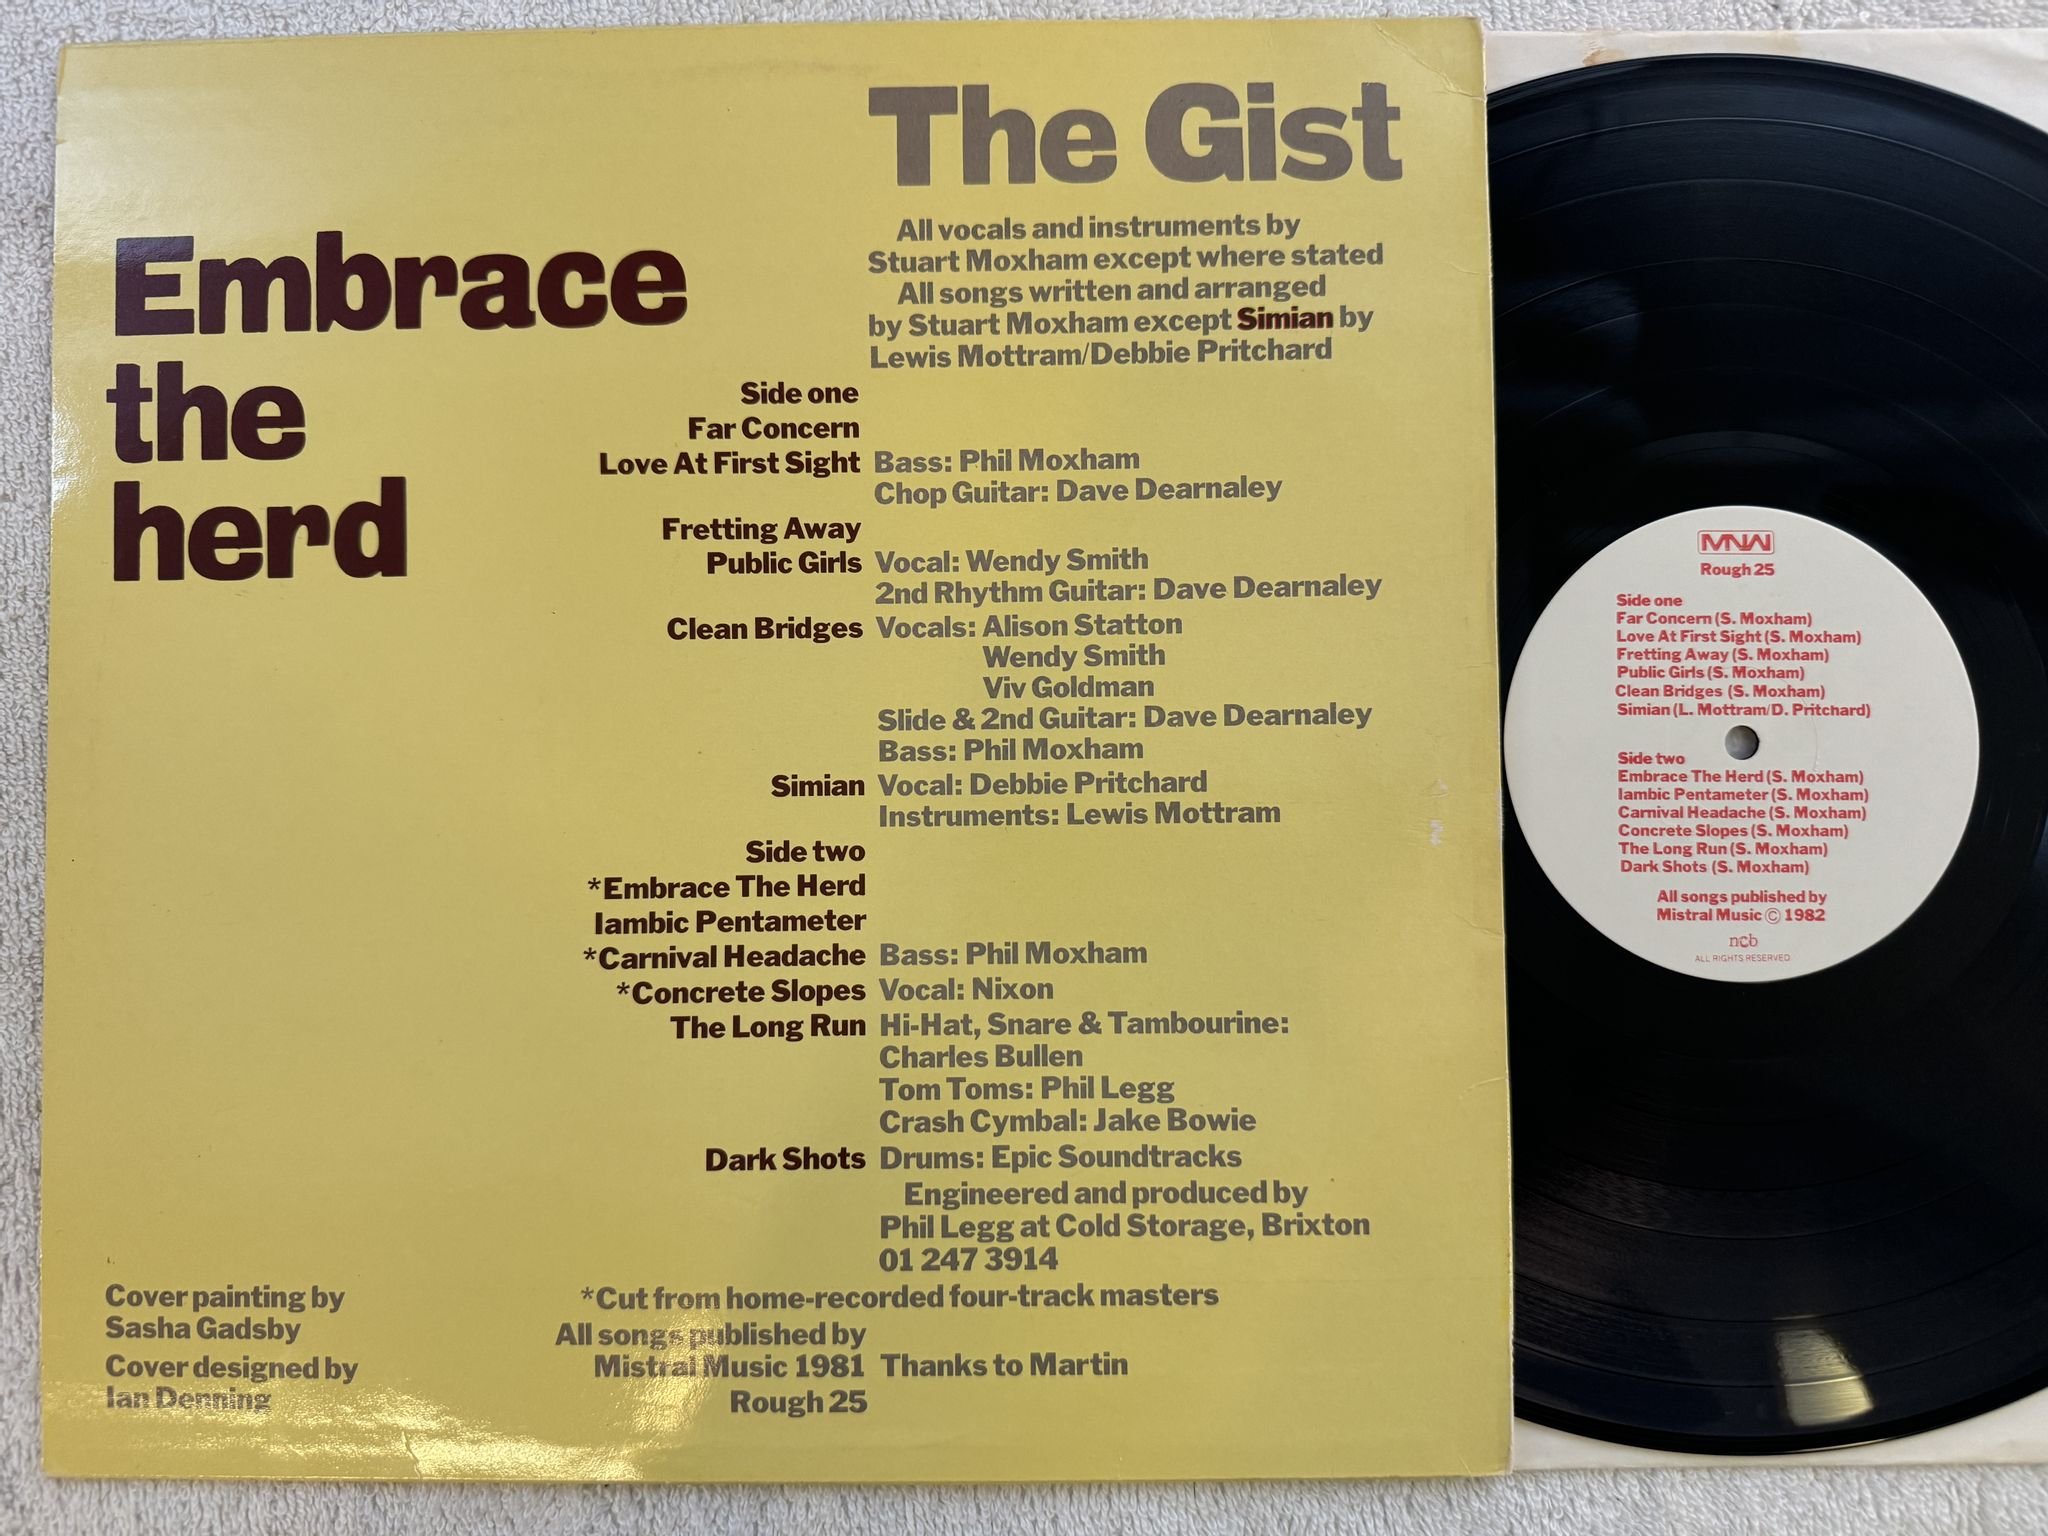 The Gist
Embrace
the
herd
All vocals and instruments by
Stuart Moxham except where stated
All songs written and arranged
by Stuart Moxham except Simian by
Lewis Mottram/Debbie Pritchard
Side one
Far Concern
Love At First Sight Bass: Phil Moxham
Chop Guitar: Dave Dearnaley
Fretting Away
Public Girls Vocal: Wendy Smith
2nd Rhythm Guitar: Dave Dearnaley
Clean Bridges Vocals: Alison Statton
Wendy Smith
Viv Goldman
Slide & 2nd Guitar: Dave Dearnaley
Bass: Phil Moxham
Simian Vocal: Debbie Pritchard
Instruments: Lewis Mottram
Side two
*Embrace The Herd
Iambic Pentameter
*Carnival Headache Bass: Phil Moxham
*Concrete Slopes Vocal: Nixon
The Long Run Hi-Hat, Snare & Tambourine:
Charles Bullen
Tom Toms: Phil Legg
Crash Cymbal: Jake Bowie
Dark Shots Drums: Epic Soundtracks
Engineered and produced by
Phil Legg at Cold Storage, Brixton
01 247 3914
Cover painting by
Sasha Gadsby
Cover designed by
Ian Denning
*Cut from home-recorded four-track masters
All songs published by
Mistral Music 1981 Thanks to Martin
Rough 25
MNW
Rough 25
Side one
Far Concern (S. Moxham)
Love At First Sight (S. Moxham)
Fretting Away (S. Moxham)
Public Girls (S. Moxham)
Clean Bridges (S. Moxham)
Simian (L. Mottram/D. Pritchard)
Side two
Embrace The Herd (S. Moxham)
Iambic Pentameter (S. Moxham)
Carnival Headache (S. Moxham)
Concrete Slopes (S. Moxham)
The Long Run (S. Moxham)
Dark Shots (S. Moxham)
All songs published by
Mistral Music © 1982
ncb
ALL RIGHTS RESERVED